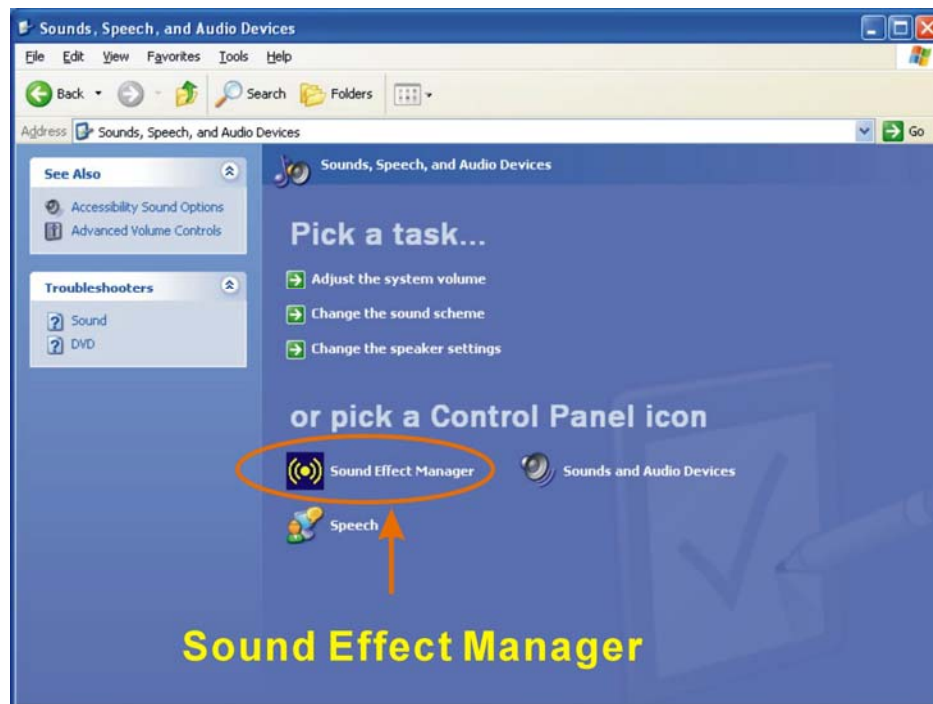 Sounds, Speech, and Audio Devices
File Edit View Favorites Tools Help
Back Search Folders
Address Sounds, Speech, and Audio Devices Go
See Also
Accessibility Sound Options
Advanced Volume Controls
Troubleshooters
Sound
DVD
Sounds, Speech, and Audio Devices
Pick a task...
Adjust the system volume
Change the sound scheme
Change the speaker settings
or pick a Control Panel icon
Sound Effect Manager Sounds and Audio Devices
Speech
Sound Effect Manager